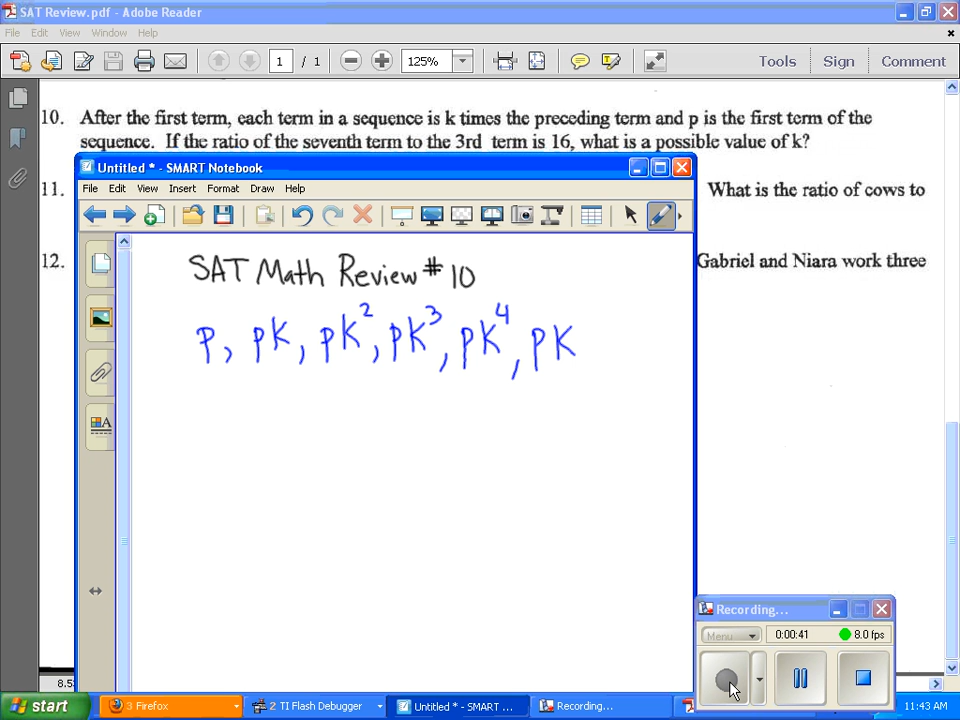 SAT Review.pdf - Adobe Reader
File Edit View Window Help
1 / 1 125% Tools Sign Comment
10. After the first term, each term in a sequence is k times the preceding term and p is the first term of the
sequence. If the ratio of the seventh term to the 3rd term is 16, what is a possible value of k?
Untitled * - SMART Notebook
11. What is the ratio of cows to
File Edit View Insert Format Draw Help
12. Gabriel and Niara work three
SAT Math Review # 10
p, pK, pK², pK³, pK⁴, pK
Recording...
Menu 0:00:41 8.0 fps
start 3 Firefox 2 TI Flash Debugger Untitled * - SMART ... Recording... 11:43 AM